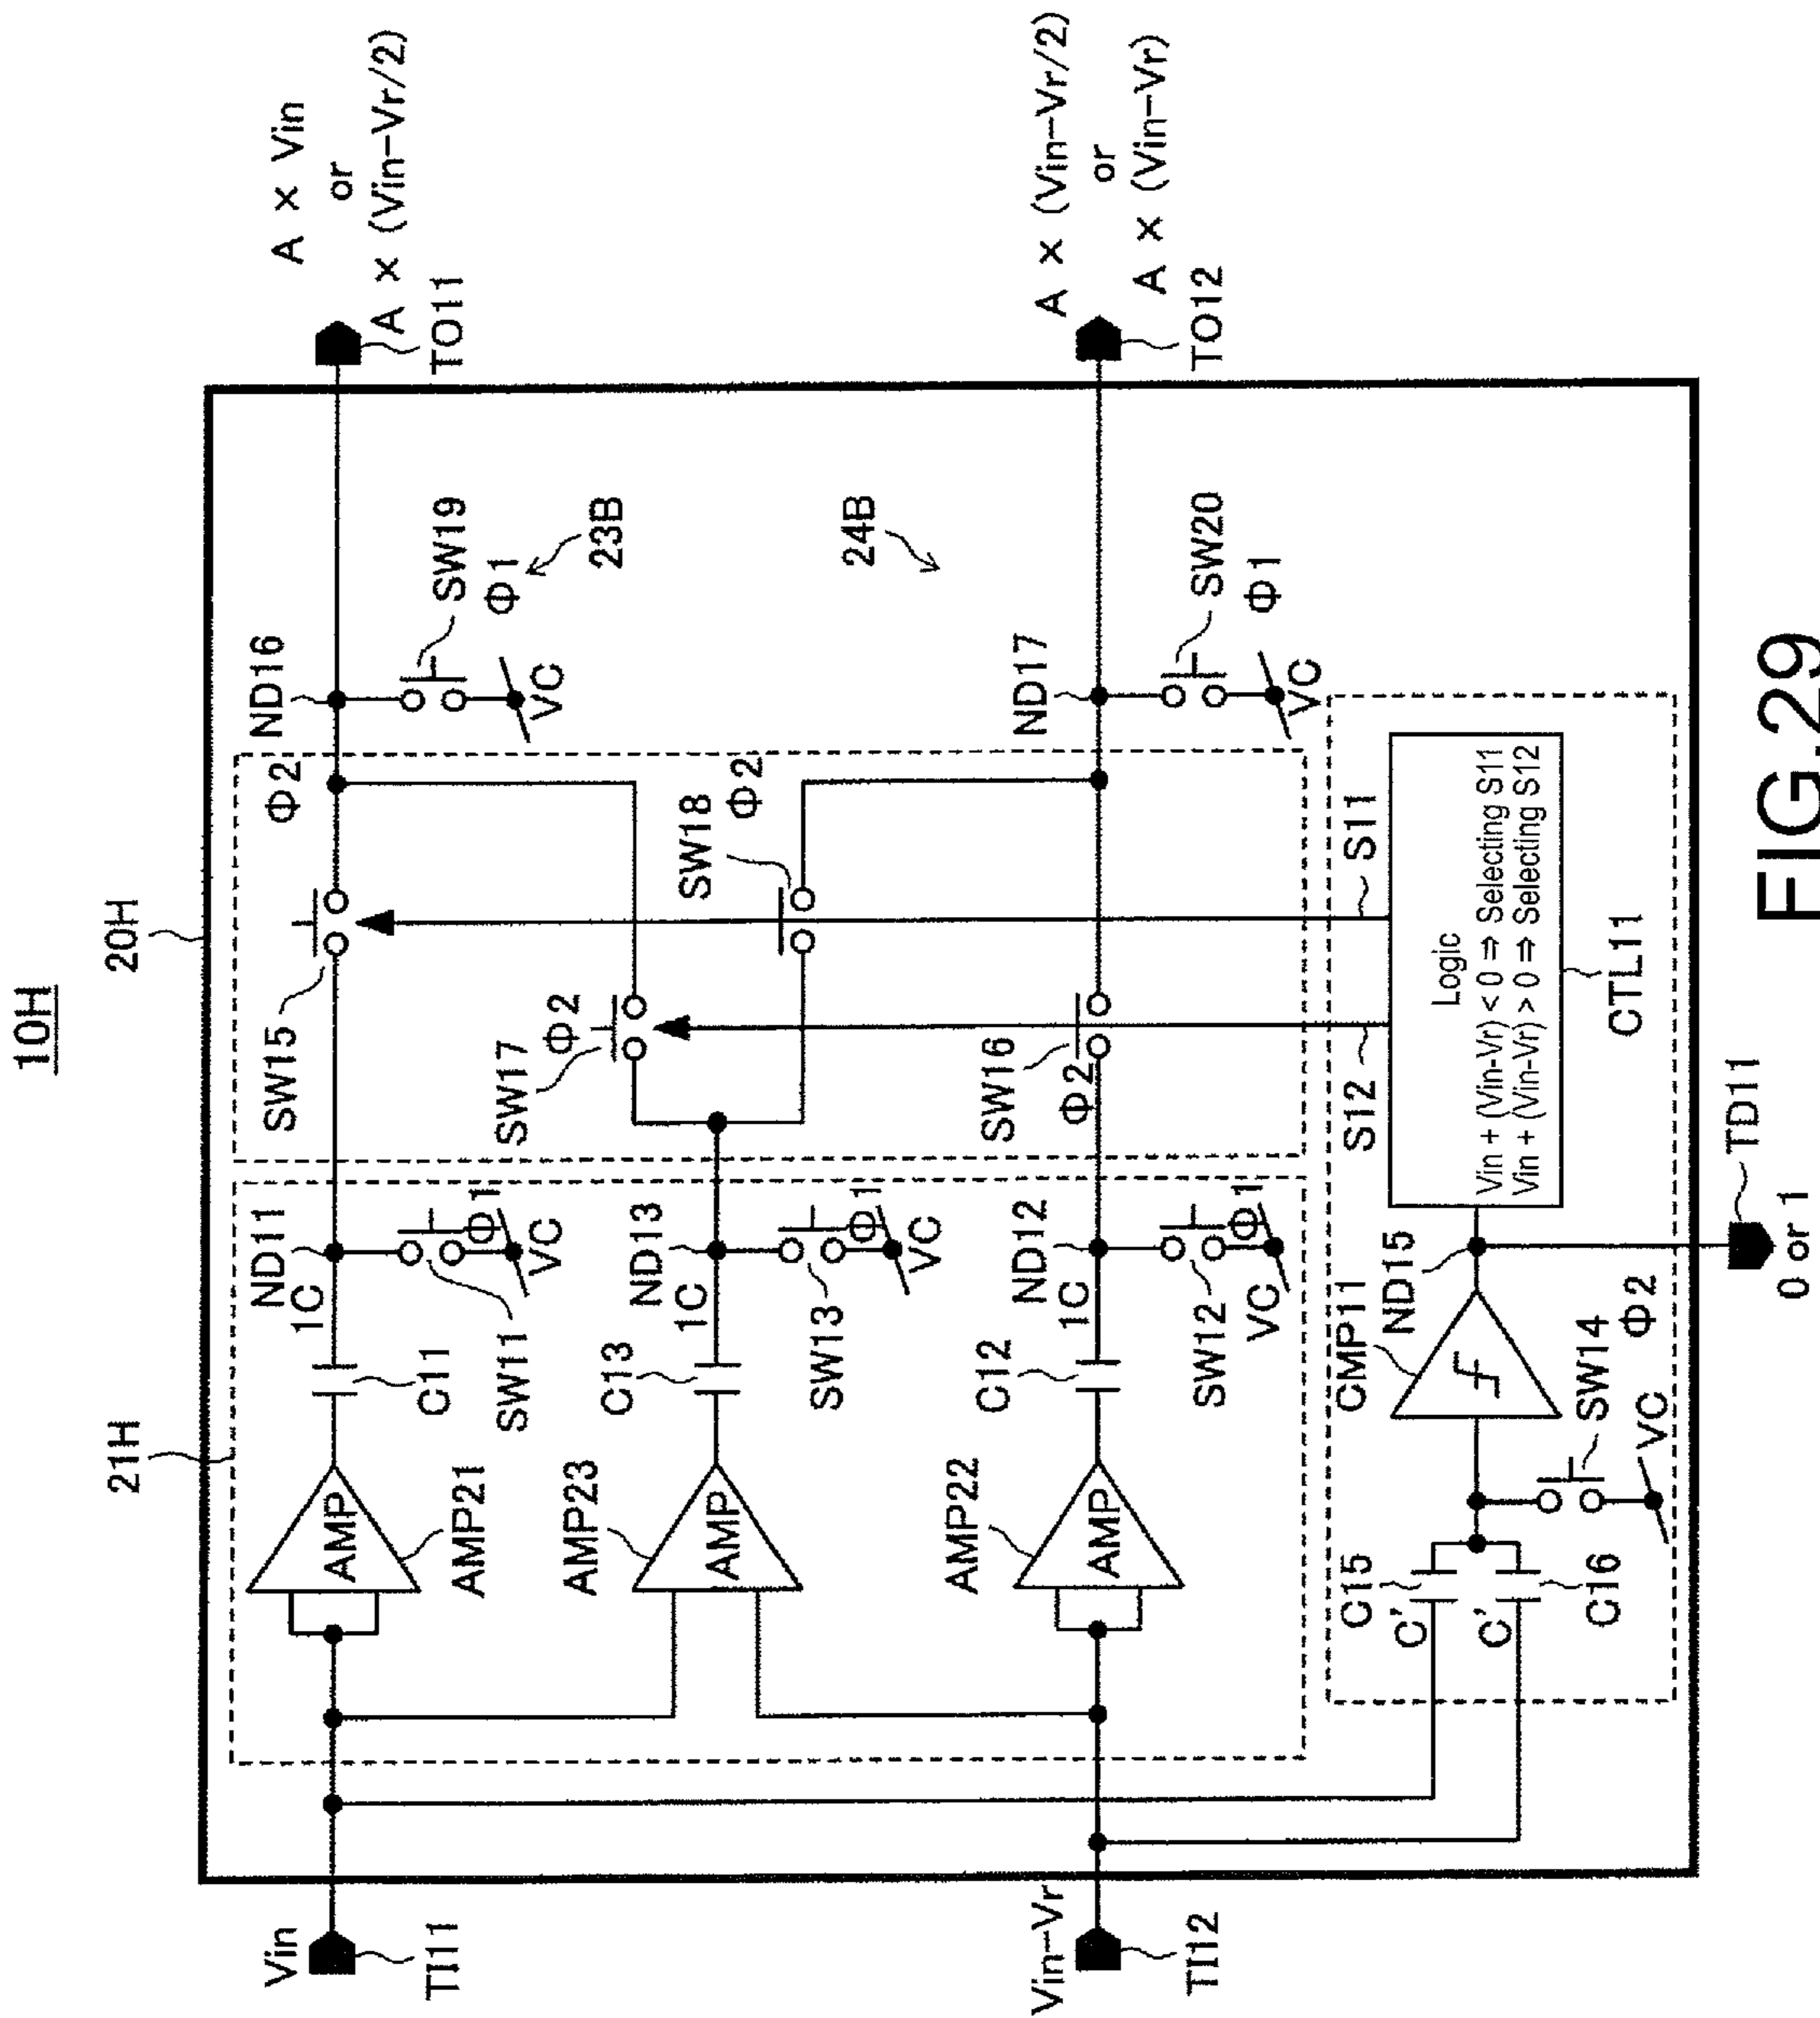 10H
20H
21H
Vin
TI11
Vin-Vr
TI12
AMP
AMP21
AMP
AMP23
AMP
AMP22
C11
1C
ND11
SW11
Φ1
VC
C13
1C
ND13
SW13
Φ1
VC
C12
1C
ND12
SW12
Φ1
VC
SW15
Φ2
SW17
Φ2
SW18
Φ2
SW16
Φ2
ND16
SW19
Φ1
VC
23B
24B
ND17
SW20
Φ1
VC
A × Vin
or
A × (Vin-Vr/2)
TO11
A × (Vin-Vr/2)
or
A × (Vin-Vr)
TO12
C15
C'
C'
C16
CMP11
ND15
SW14
Φ2
VC
S12
S11
Logic
Vin + (Vin-Vr) < 0 ⇒ Selecting S11
Vin + (Vin-Vr) > 0 ⇒ Selecting S12
CTL11
TD11
0 or 1
FIG.29